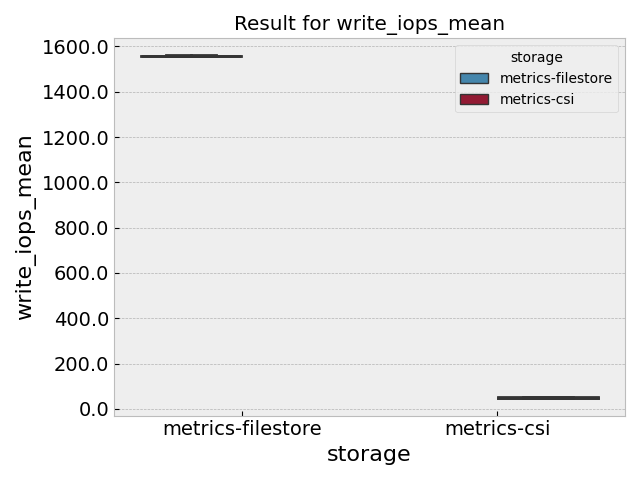 Result for write_iops_mean
write_iops_mean
1600.0
1400.0
1200.0
1000.0
800.0
600.0
400.0
200.0
0.0
storage
metrics-filestore
metrics-csi
metrics-filestore
metrics-csi
storage